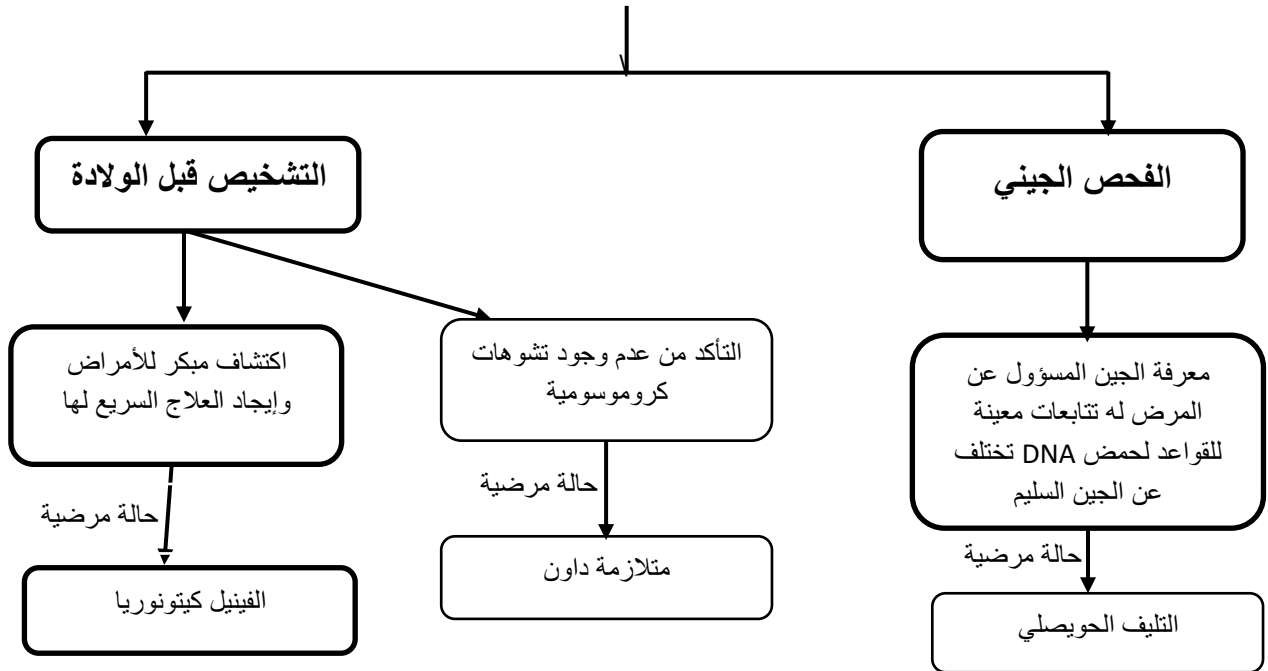 الفحص الجيني
التشخيص قبل الولادة
معرفة الجين المسؤول عن
المرض له تتابعات معينة
للقواعد لحمض DNA تختلف
عن الجين السليم
التأكد من عدم وجود تشوهات
كروموسومية
اكتشاف مبكر للأمراض
وإيجاد العلاج السريع لها
حالة مرضية
حالة مرضية
حالة مرضية
التليف الحويصلي
متلازمة داون
الفينيل كيتونوريا